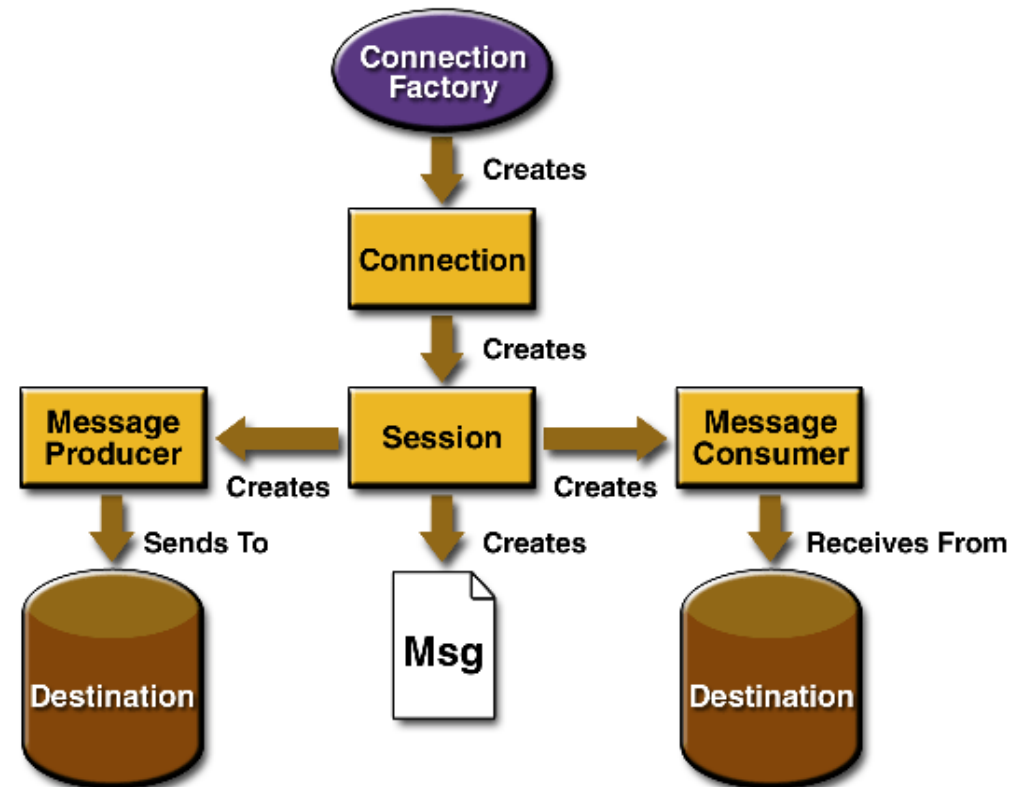 Connection
Factory
Creates
Connection
Creates
Message
Producer
Session
Message
Consumer
Creates
Creates
Sends To
Creates
Receives From
Msg
Destination
Destination